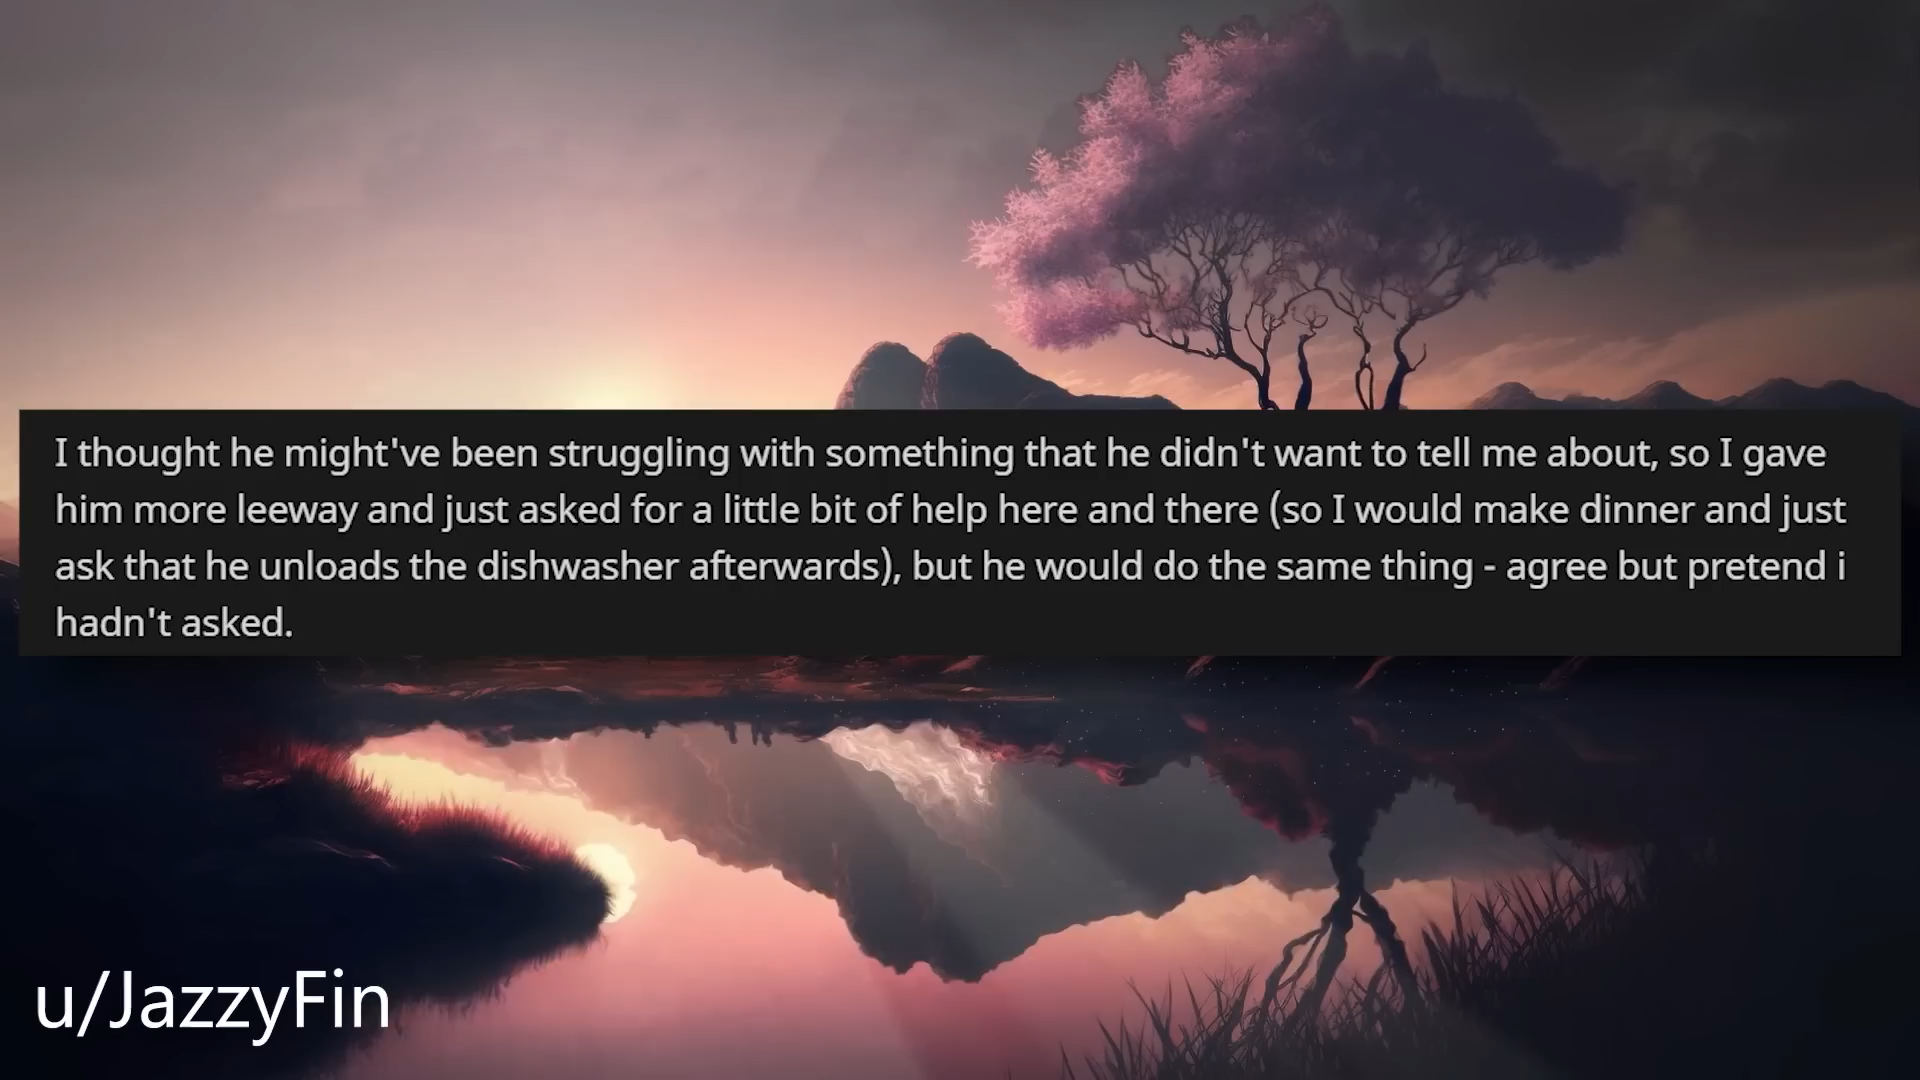 I thought he might've been struggling with something that he didn't want to tell me about, so I gave
him more leeway and just asked for a little bit of help here and there (so I would make dinner and just
ask that he unloads the dishwasher afterwards), but he would do the same thing - agree but pretend i
hadn't asked.
u/JazzyFin